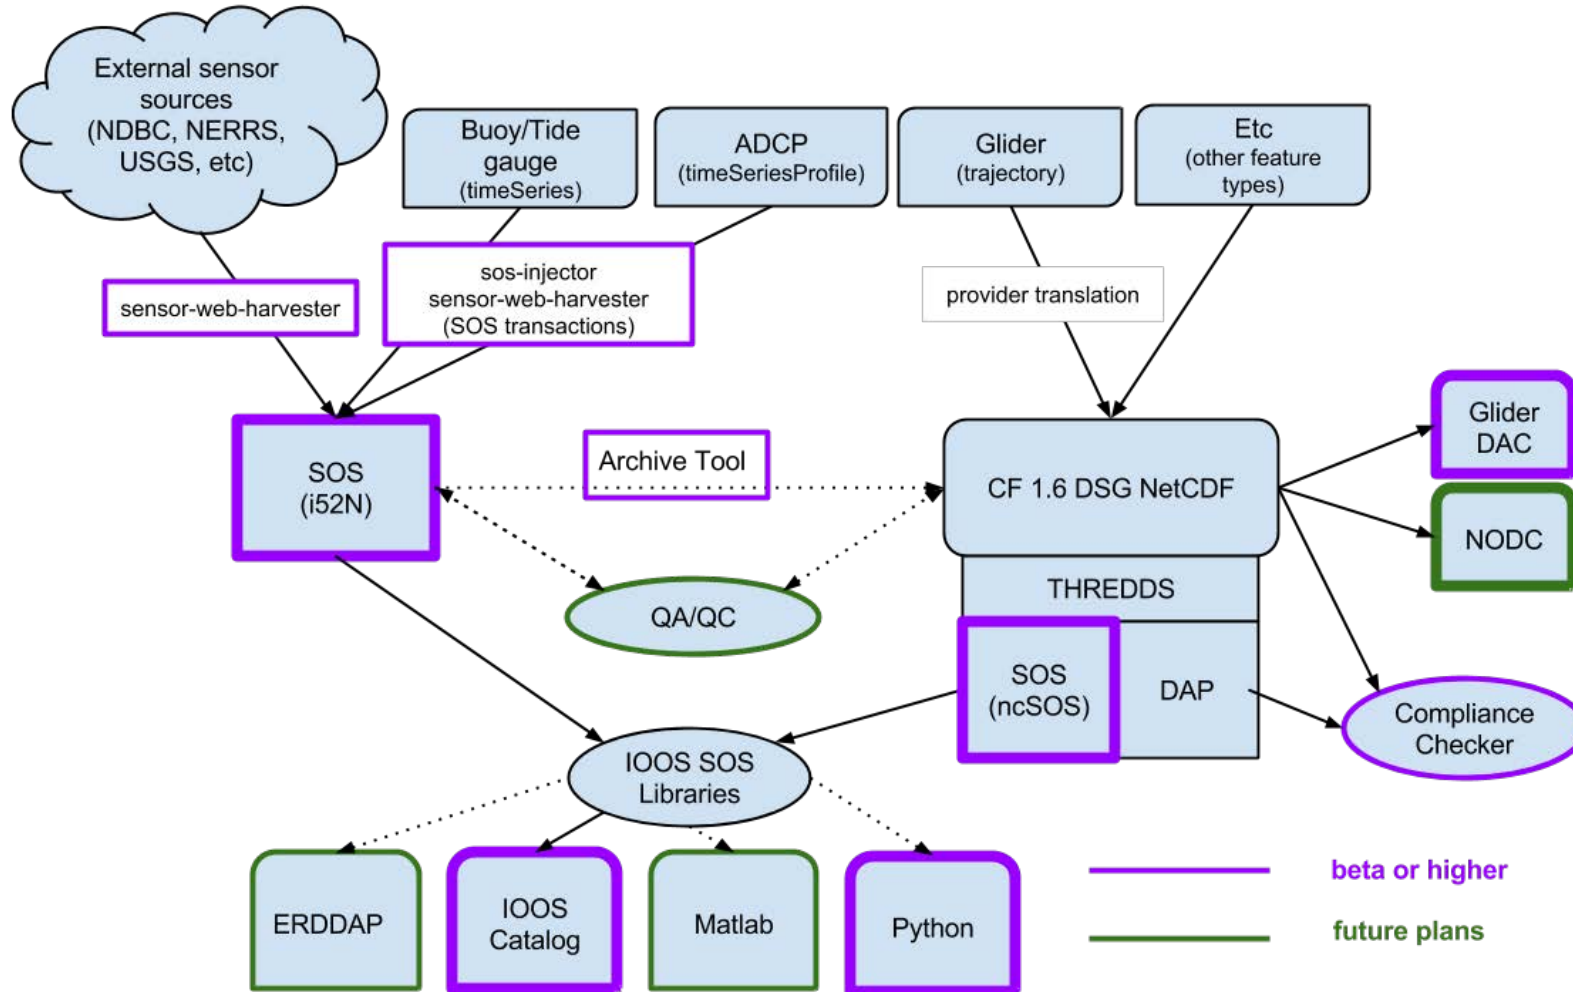 External sensor
sources
(NDBC, NERRS,
USGS, etc)
Buoy/Tide
gauge
(timeSeries)
ADCP
(timeSeriesProfile)
Glider
(trajectory)
Etc
(other feature
types)
sensor-web-harvester
sos-injector
sensor-web-harvester
(SOS transactions)
provider translation
SOS
(i52N)
Archive Tool
CF 1.6 DSG NetCDF
Glider
DAC
NODC
QA/QC
THREDDS
SOS
(ncSOS)
DAP
Compliance
Checker
IOOS SOS
Libraries
ERDDAP
IOOS
Catalog
Matlab
Python
beta or higher
future plans